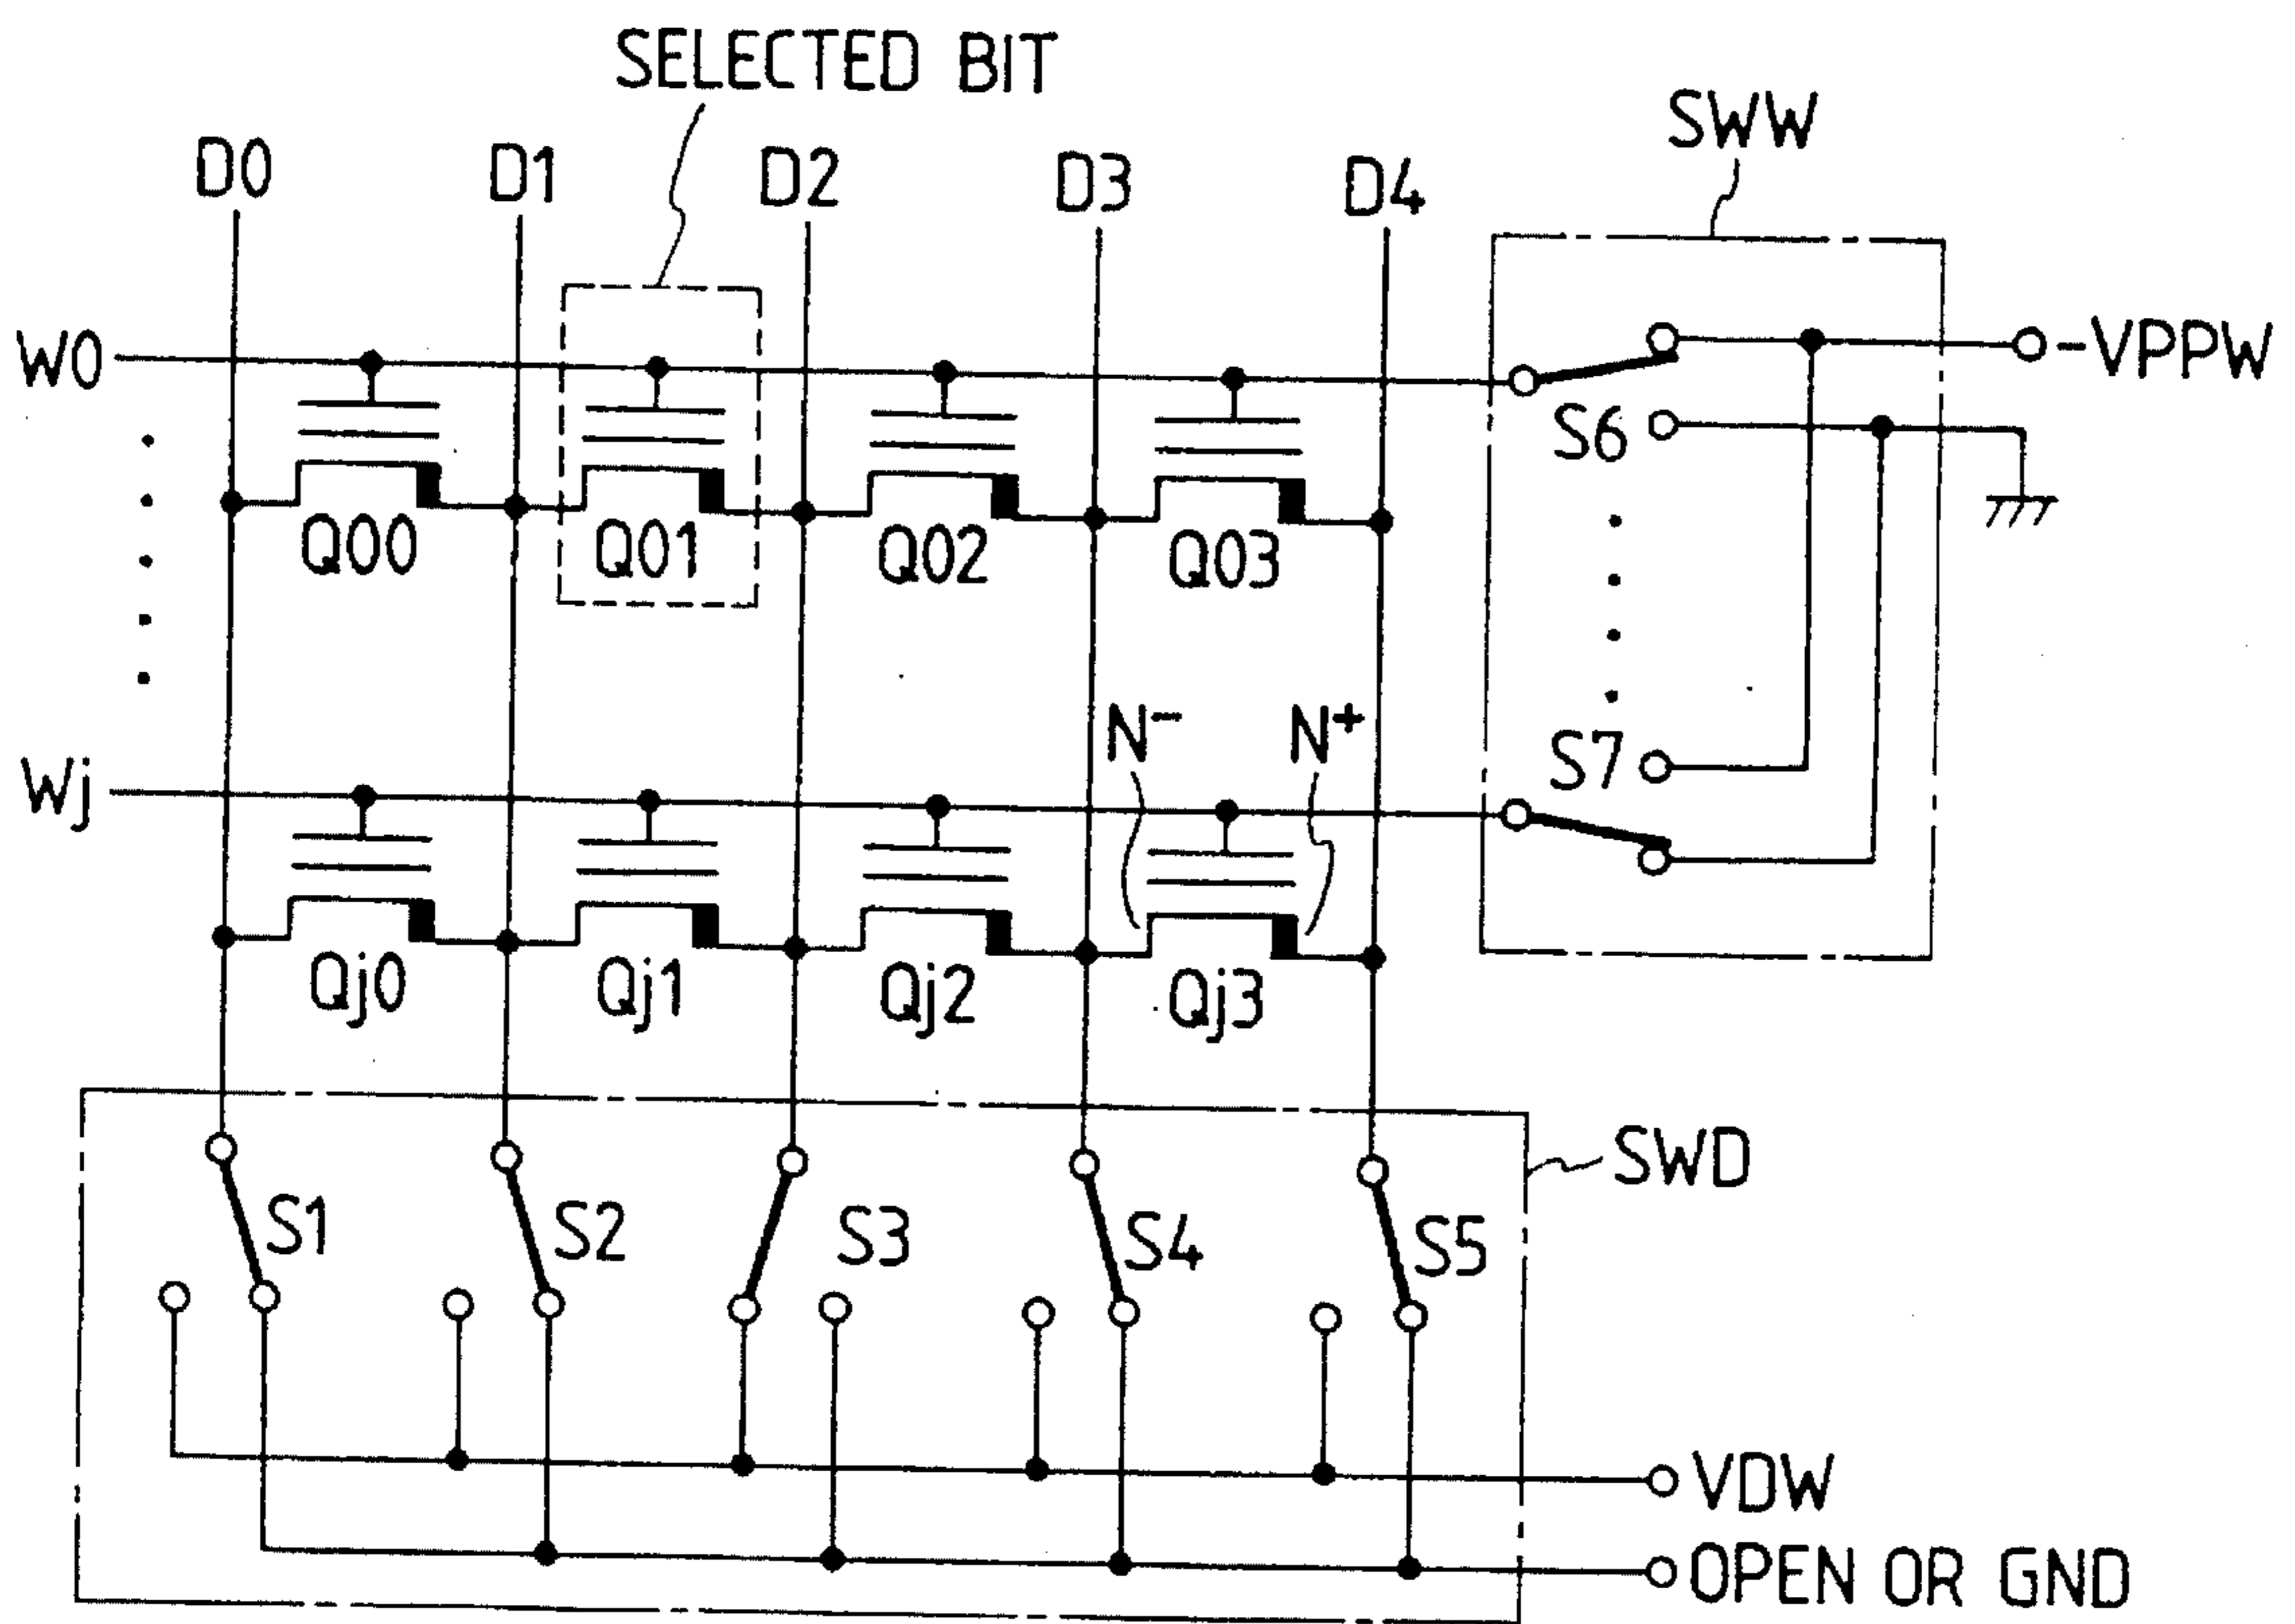 SELECTED BIT
SWW
D0 D1 D2 D3 D4
W0
-VPPW
S6
Q00 Q01 Q02 Q03
N- N+
S7
Wj
Qj0 Qj1 Qj2 Qj3
SWD
S1 S2 S3 S4 S5
VDW
OPEN OR GND